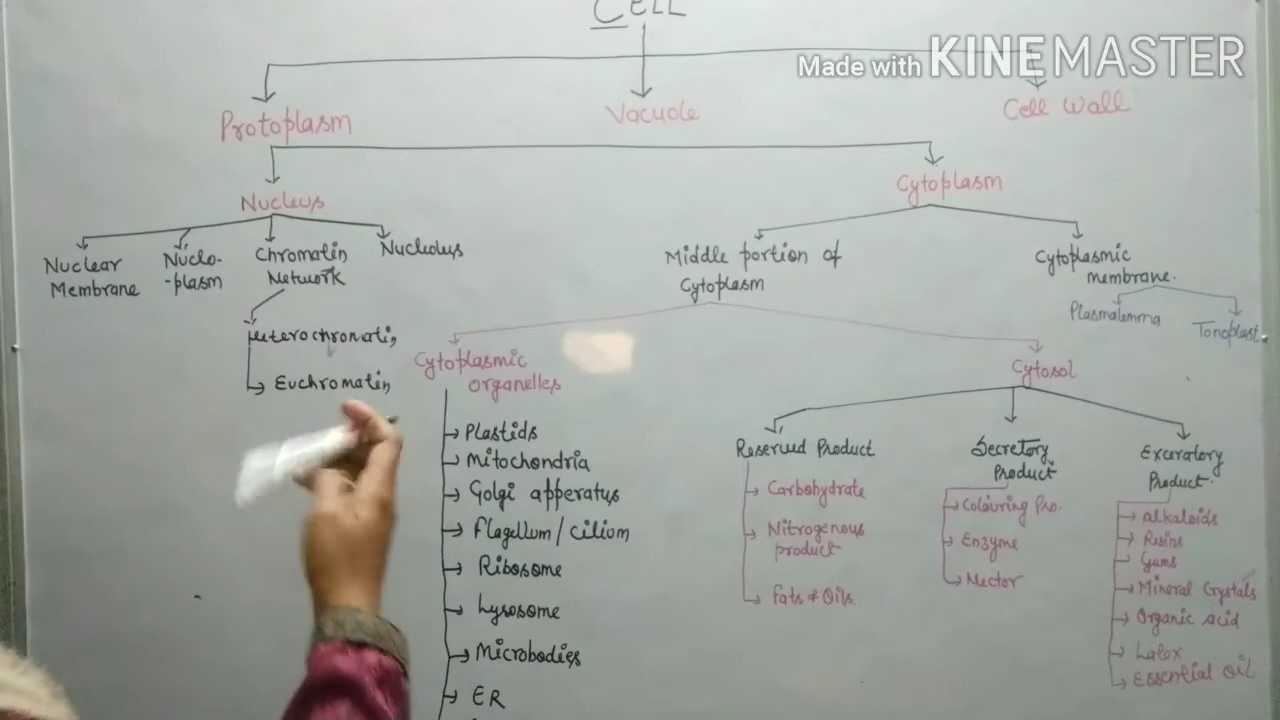 CELL
Made with KINEMASTER
Protoplasm
Vacuole
Cell Wall
Nucleus
Cytoplasm
Nuclear
Membrane
Nuclo-
-plasm
Chromatin
Network
Nucleolus
Middle portion of
Cytoplasm
Cytoplasmic
membrane.
Plasmalemma
Tonoplast
Heterochromatin
Euchromatin
Cytoplasmic
organelles
Cytosol
Plastids
Mitochondria
Golgi apperatus
Flagellum/cilium
Ribosome
Lysosome
Microbodies
ER
Reserved Product
Carbohydrate
Nitrogenous
product
Fats & Oils.
Secretory
Product
Colouring Pro.
Enzyme
Nector
Excuratory
Product.
Alkaloids
Resins
Gums
Mineral Crystals
Organic acid
Latex
Essential Oil